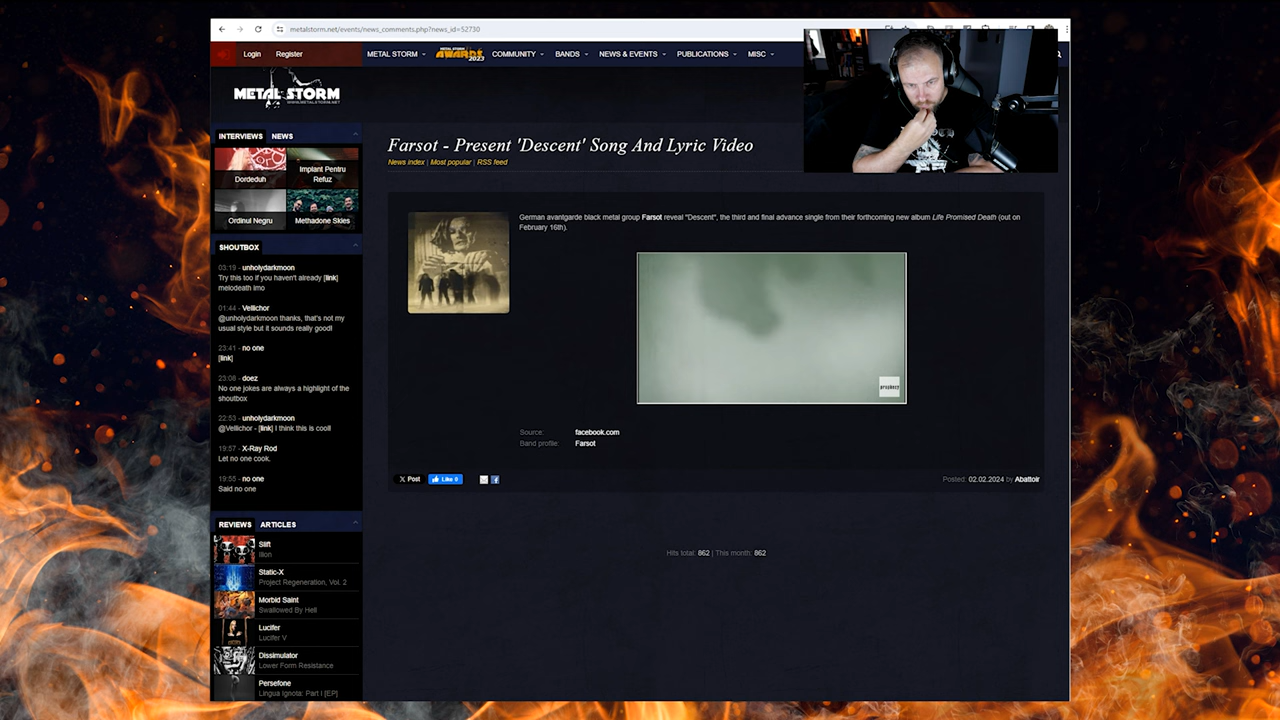 metalstorm.net/events/news_comments.php?news_id=52730
Login Register METAL STORM METAL STORM AWARDS 2023 COMMUNITY BANDS NEWS & EVENTS PUBLICATIONS MISC
METAL STORM
WWW.METALSTORM.NET
INTERVIEWS NEWS
Dordeduh
Implant Pentru
Refuz
Ordinul Negru
Methadone Skies
SHOUTBOX
03:19 - unholydarkmoon
Try this too if you haven't already [link]
melodeath imo
01:44 - Vellichor
@unholydarkmoon thanks, that's not my
usual style but it sounds really good!
23:41 - no one
[link]
23:08 - doez
No one jokes are always a highlight of the
shoutbox
22:53 - unholydarkmoon
@Vellichor - [link] I think this is cool!
19:57 - X-Ray Rod
Let no one cook.
19:55 - no one
Said no one
REVIEWS ARTICLES
Slift
Ilion
Static-X
Project Regeneration, Vol. 2
Morbid Saint
Swallowed By Hell
Lucifer
Lucifer V
Dissimulator
Lower Form Resistance
Persefone
Lingua Ignota: Part I [EP]
Farsot - Present 'Descent' Song And Lyric Video
News index | Most popular | RSS feed
German avantgarde black metal group Farsot reveal "Descent", the third and final advance single from their forthcoming new album Life Promised Death (out on
February 16th).
prophecy
Source: facebook.com
Band profile: Farsot
X Post Like 0
Posted: 02.02.2024 by Abattoir
Hits total: 862 | This month: 862